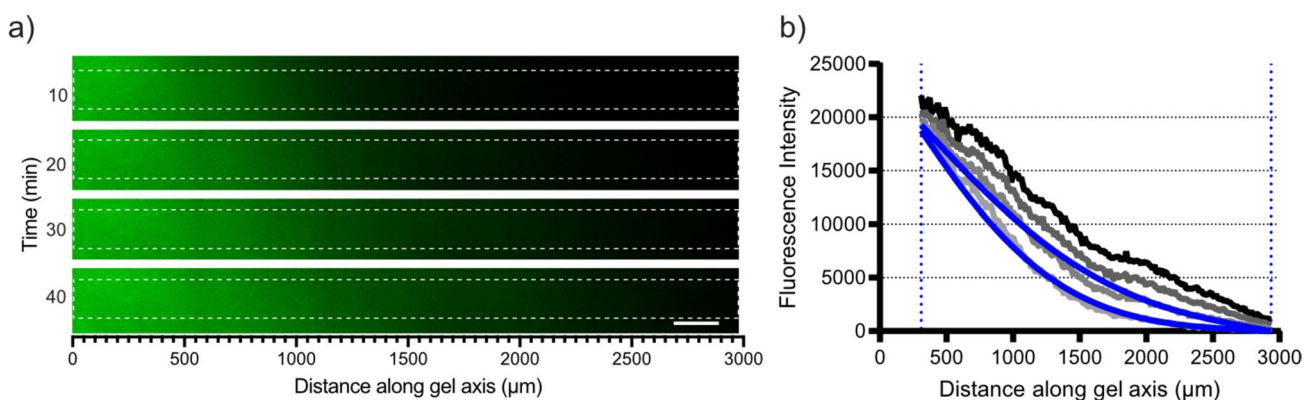 a)
Time (min)
10
20
30
40
0 500 1000 1500 2000 2500 3000
Distance along gel axis (µm)
b)
Fluorescence Intensity
25000
20000
15000
10000
5000
0
0 500 1000 1500 2000 2500 3000
Distance along gel axis (µm)